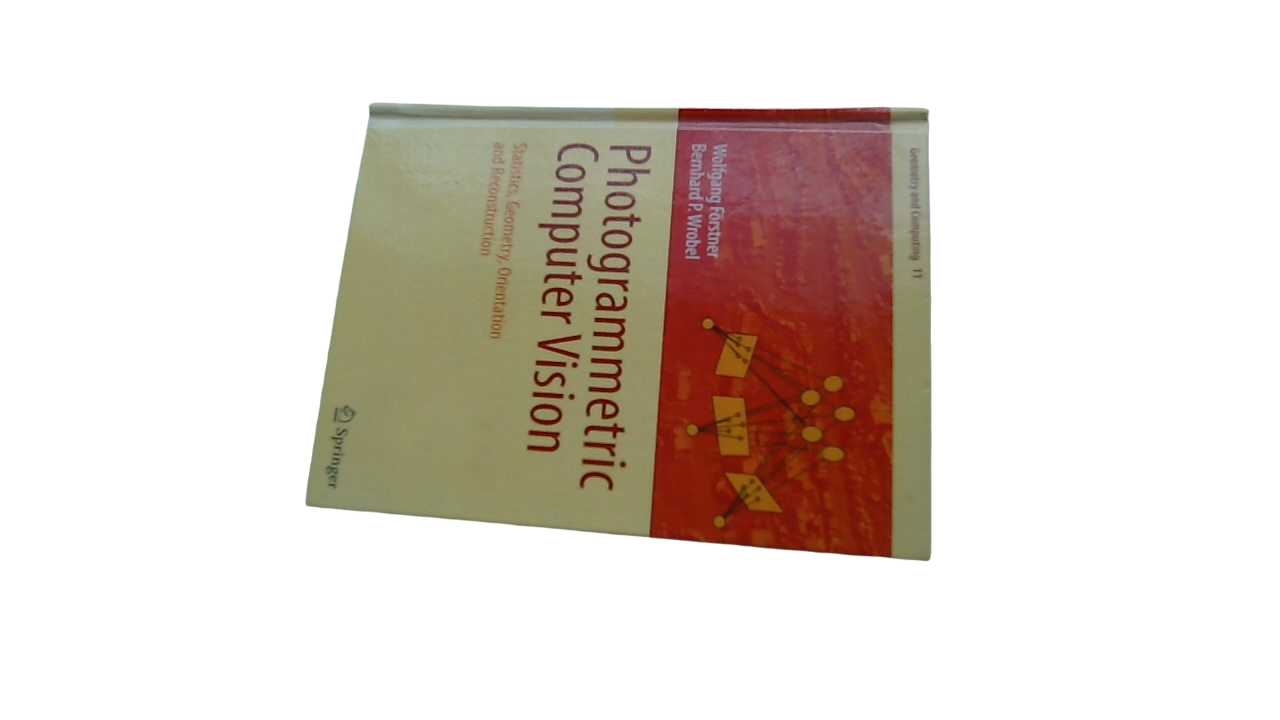 Geometry and Computing 11
Wolfgang Förstner
Bernhard P. Wrobel
Photogrammetric
Computer Vision
Statistics, Geometry, Orientation
and Reconstruction
Springer